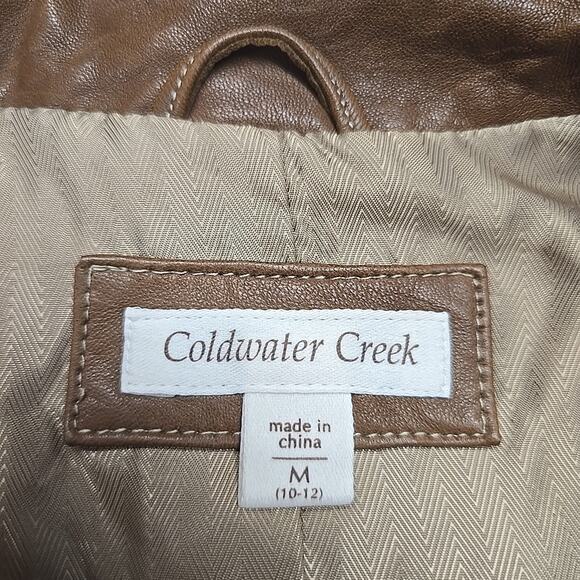 Coldwater Creek
made in
china
M
(10-12)